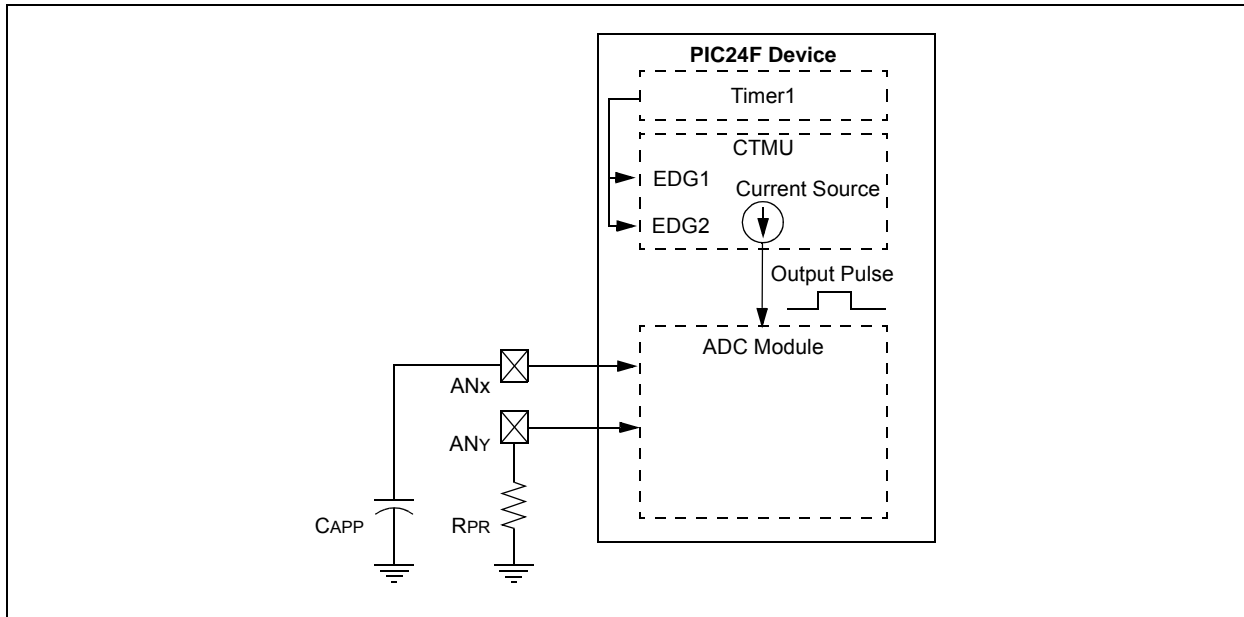 PIC24F Device
Timer1
CTMU
EDG1
Current Source
EDG2
Output Pulse
ADC Module
ANx
ANY
CAPP
RPR